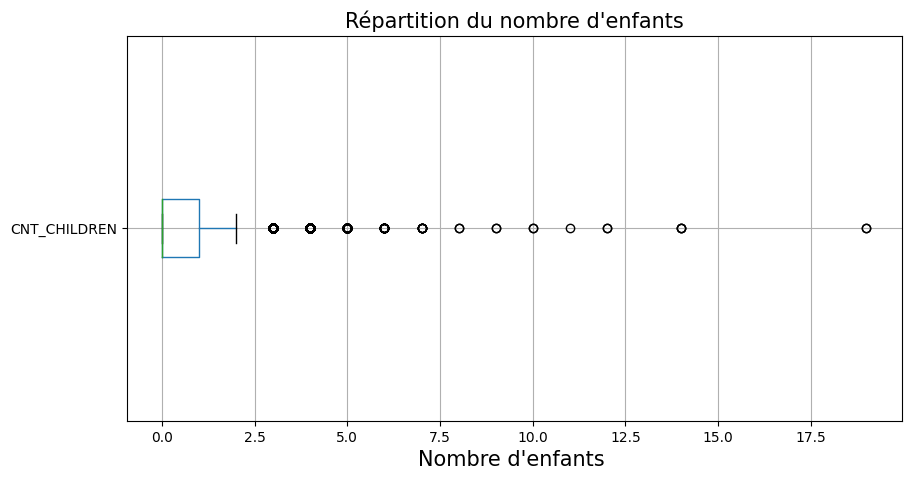 Répartition du nombre d'enfants
CNT_CHILDREN
0.0 2.5 5.0 7.5 10.0 12.5 15.0 17.5
Nombre d'enfants